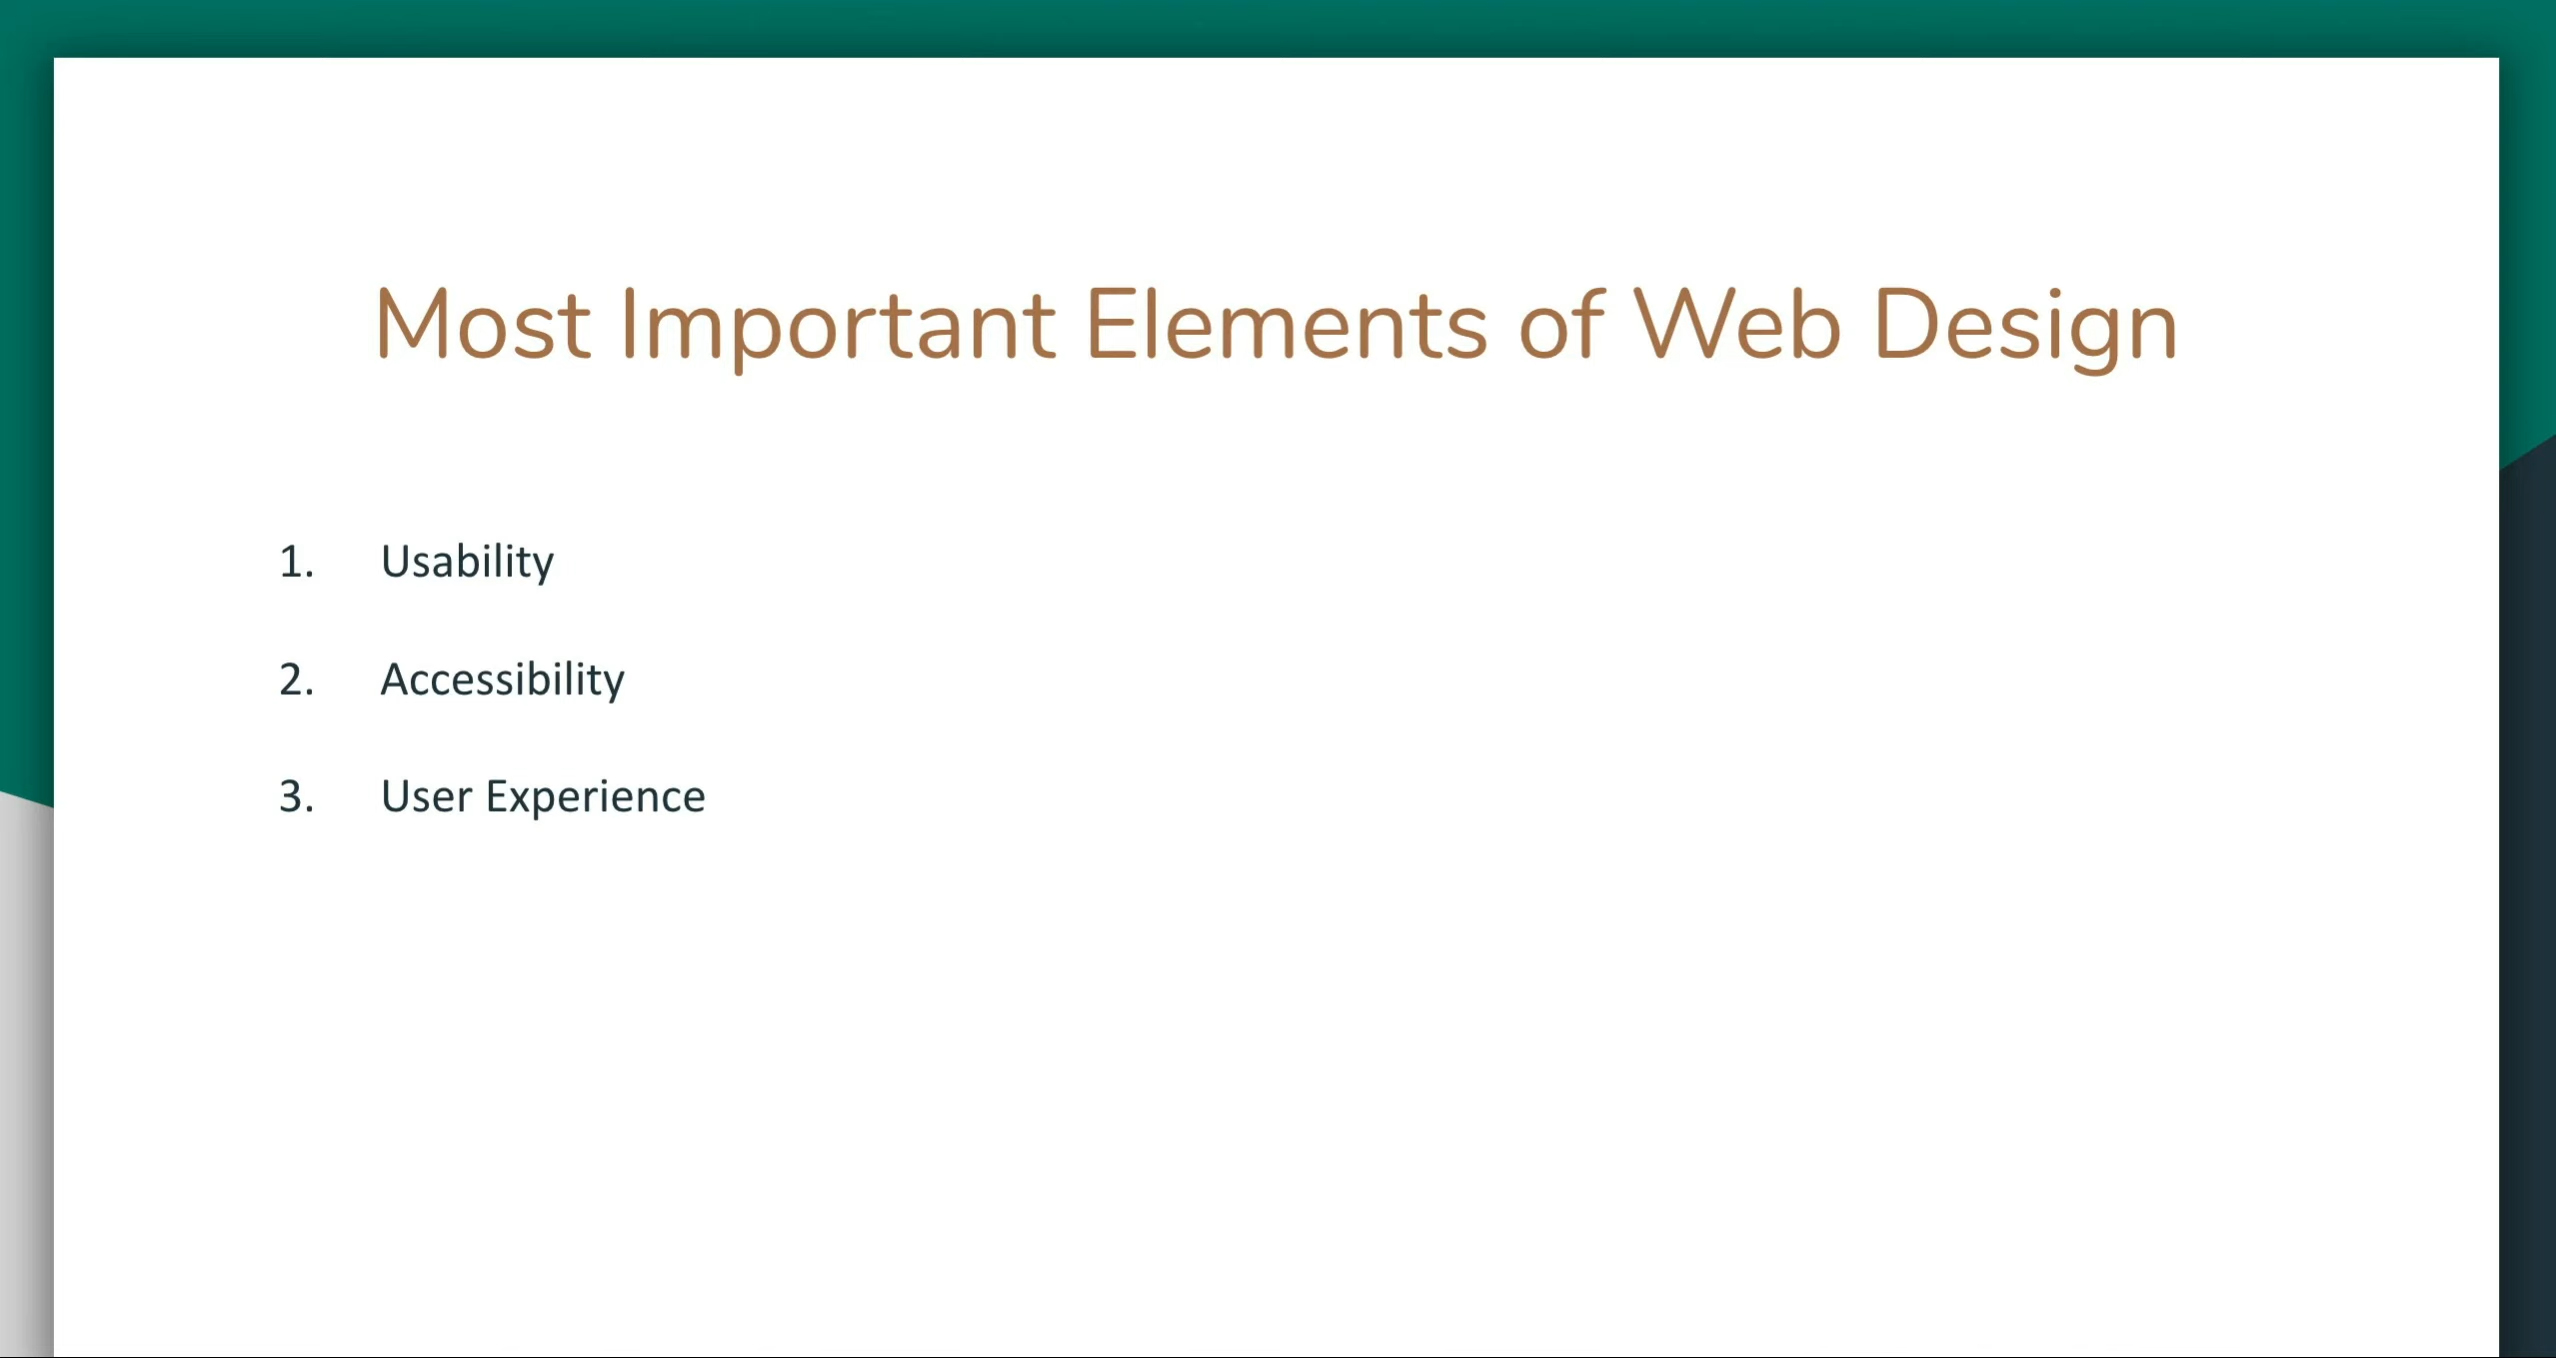 Most Important Elements of Web Design
1. Usability
2. Accessibility
3. User Experience